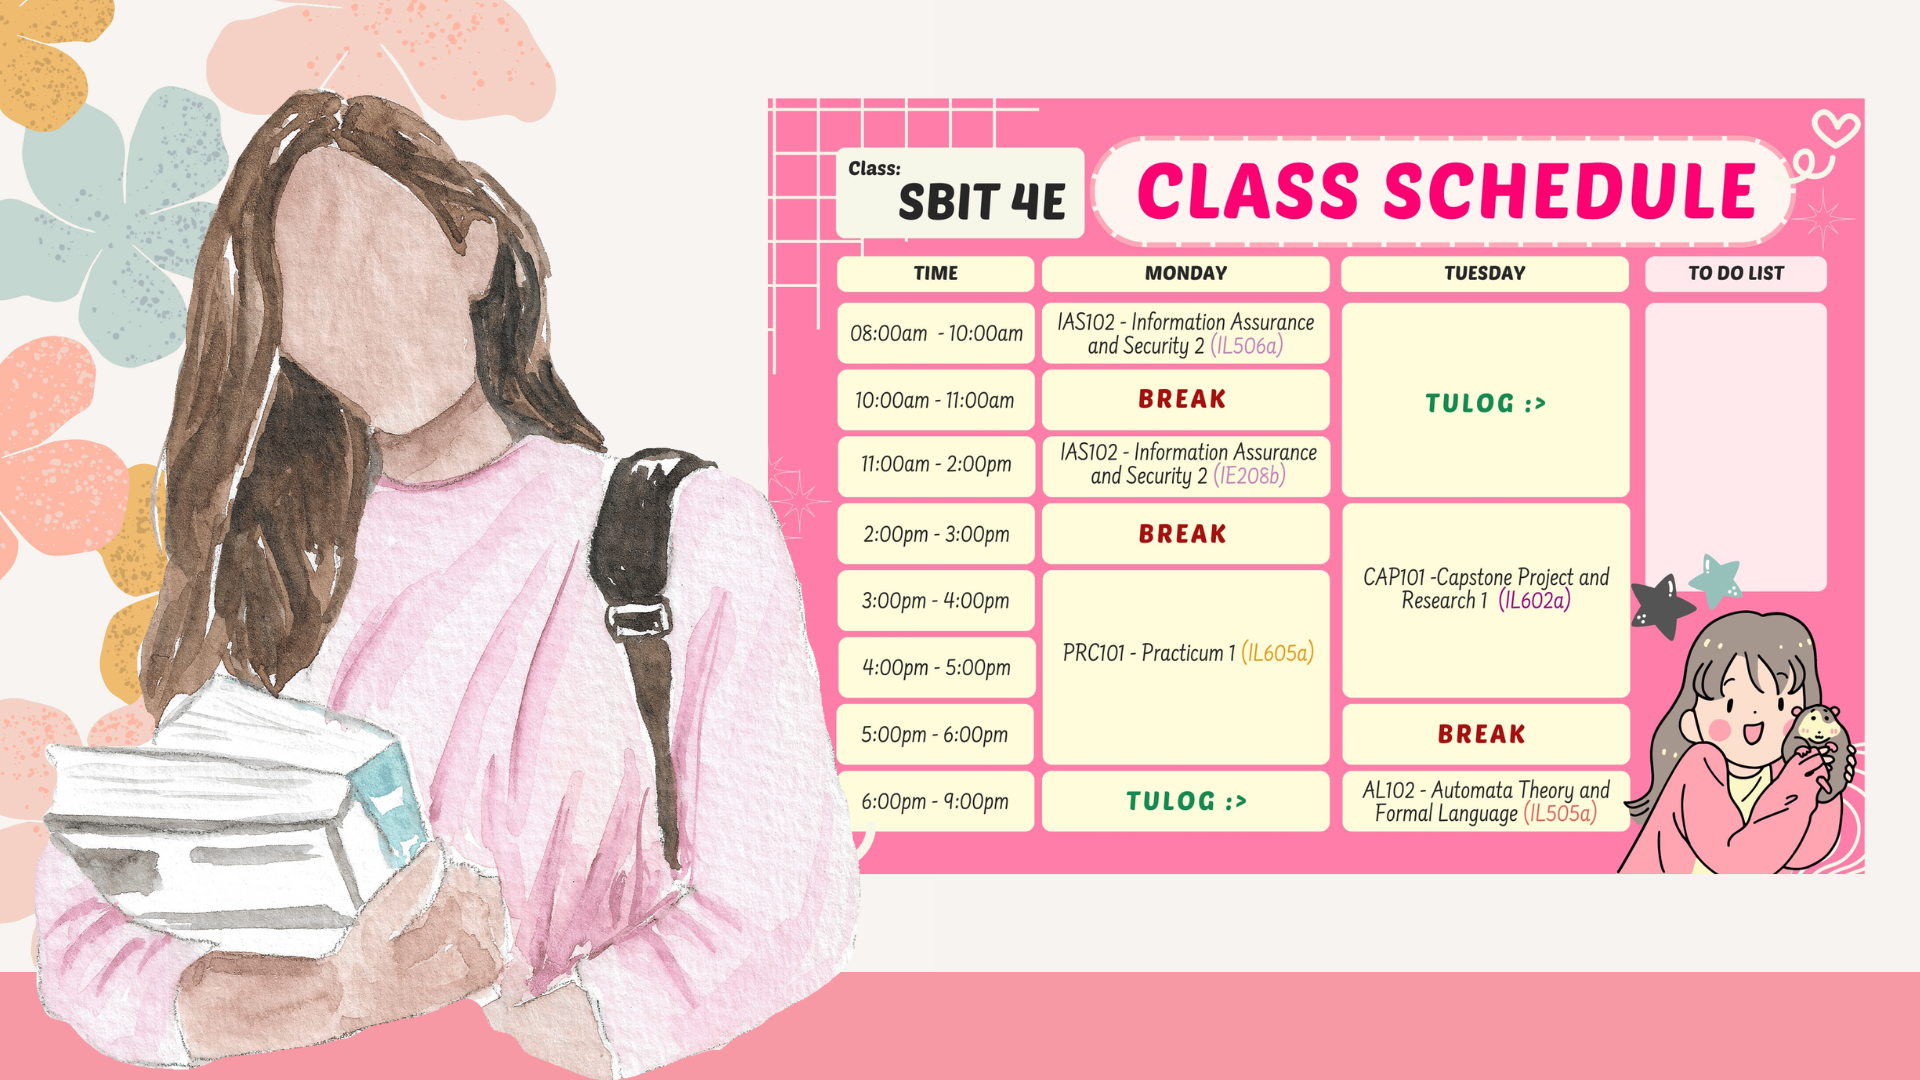 Class:
SBIT 4E
CLASS SCHEDULE
TIME
MONDAY
TUESDAY
TO DO LIST
08:00am - 10:00am
IAS102 - Information Assurance
and Security 2 (IL506a)
TULOG :>
10:00am - 11:00am
BREAK
11:00am - 2:00pm
IAS102 - Information Assurance
and Security 2 (IE208b)
2:00pm - 3:00pm
BREAK
CAP101 -Capstone Project and
Research 1 (IL602a)
3:00pm - 4:00pm
PRC101 - Practicum 1 (IL605a)
4:00pm - 5:00pm
5:00pm - 6:00pm
BREAK
6:00pm - 9:00pm
TULOG :>
AL102 - Automata Theory and
Formal Language (IL505a)